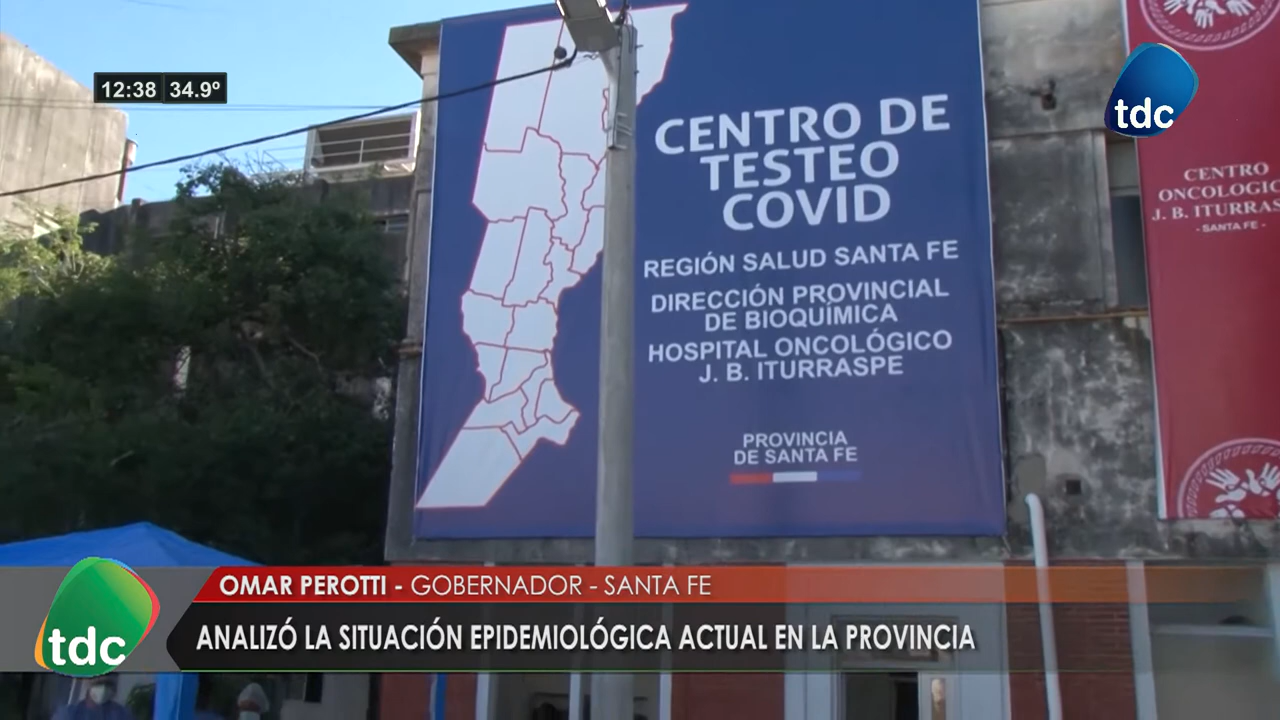 12:38 34.9º
tdc
CENTRO DE
TESTEO
COVID
REGIÓN SALUD SANTA FE
DIRECCIÓN PROVINCIAL
DE BIOQUÍMICA
HOSPITAL ONCOLÓGICO
J. B. ITURRASPE
PROVINCIA
DE SANTA FE
CENTRO
J. B.
- SANTA FE -
OMAR PEROTTI - GOBERNADOR - SANTA FE
tdc
ANALIZÓ LA SITUACIÓN EPIDEMIOLÓGICA ACTUAL EN LA PROVINCIA